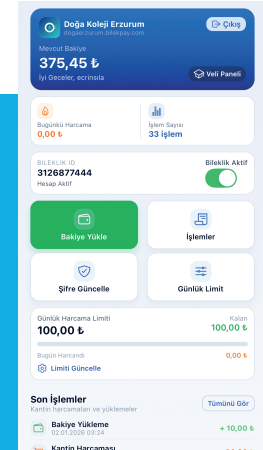 Doğa Koleji Erzurum
dogaerzurum.bilekpay.com
Çıkış
Mevcut Bakiye
375,45 ₺
İyi Geceler, ecrinsila
Veli Paneli
Bugünkü Harcama
0,00 ₺
İşlem Sayısı
33 işlem
BILEKLIK ID
3126877444
Hesap Aktif
Bileklik Aktif
Bakiye Yükle
İşlemler
Şifre Güncelle
Günlük Limit
Günlük Harcama Limiti
100,00 ₺
Kalan
100,00 ₺
Bugün Harcandı
0,00 ₺
Limiti Güncelle
Son İşlemler
Kantin harcamaları ve yüklemeler
Tümünü Gör
Bakiye Yükleme
02.01.2026 03:24
+ 10,00 ₺
Kantin Harcaması